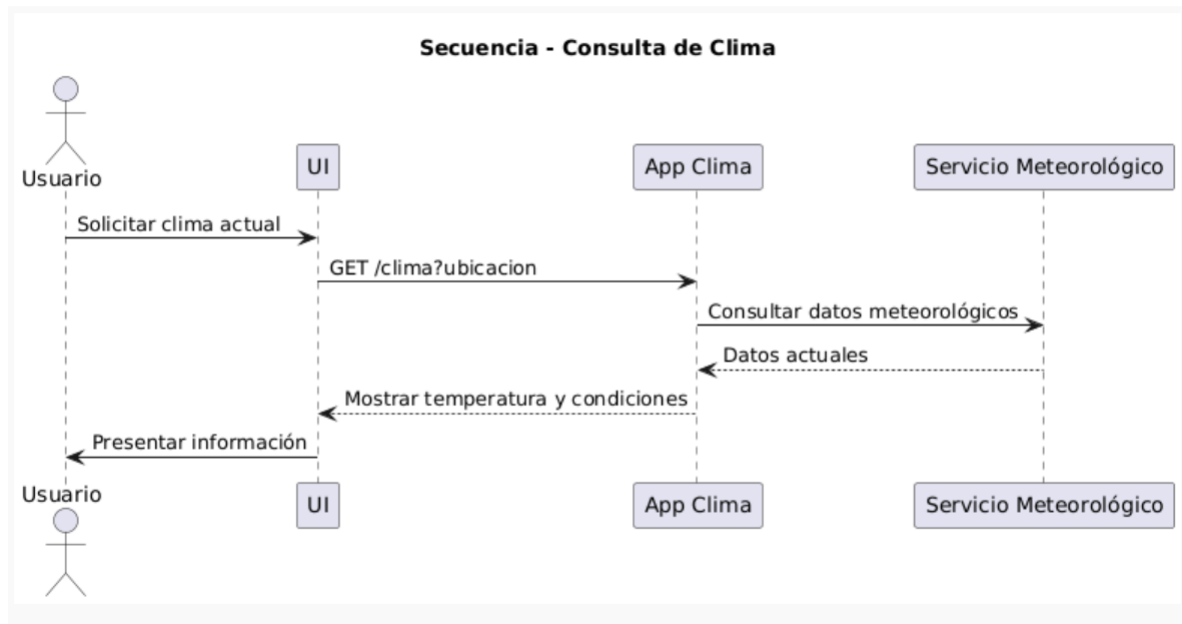 Secuencia - Consulta de Clima
Usuario
UI
App Clima
Servicio Meteorológico
Solicitar clima actual
GET /clima?ubicacion
Consultar datos meteorológicos
Datos actuales
Mostrar temperatura y condiciones
Presentar información
Usuario
UI
App Clima
Servicio Meteorológico